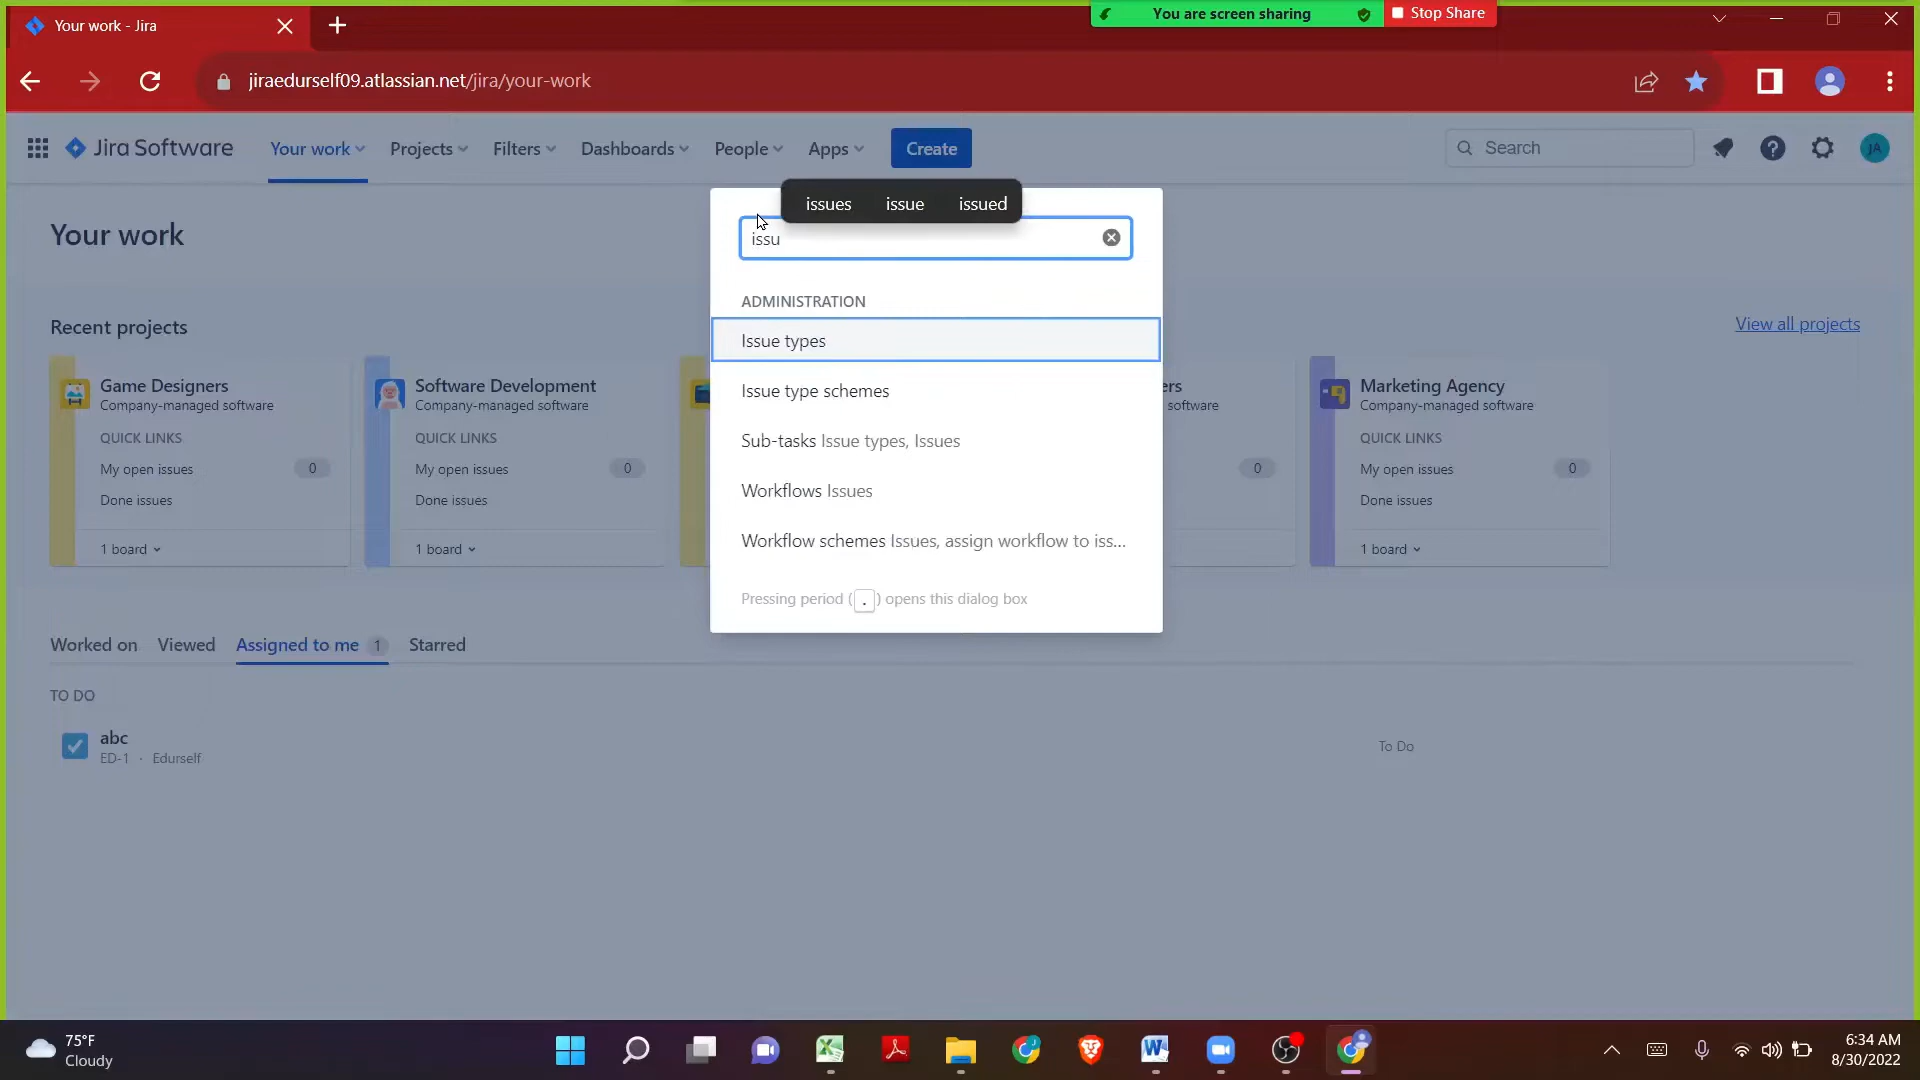 Your work - Jira
You are screen sharing
Stop Share
jiraedurself09.atlassian.net/jira/your-work
Jira Software
Your work
Projects
Filters
Dashboards
People
Apps
Create
Search
JA
issues issue issued
issu
Your work
ADMINISTRATION
Issue types
Issue type schemes
Sub-tasks Issue types, Issues
Workflows Issues
Workflow schemes Issues, assign workflow to iss...
Pressing period ( . ) opens this dialog box
Recent projects
View all projects
Game Designers
Company-managed software
QUICK LINKS
My open issues 0
Done issues
1 board
Software Development
Company-managed software
QUICK LINKS
My open issues 0
Done issues
1 board
ers
software
0
Marketing Agency
Company-managed software
QUICK LINKS
My open issues 0
Done issues
1 board
Worked on
Viewed
Assigned to me 1
Starred
TO DO
abc
ED-1 · Edurself
To Do
75°F
Cloudy
6:34 AM
8/30/2022